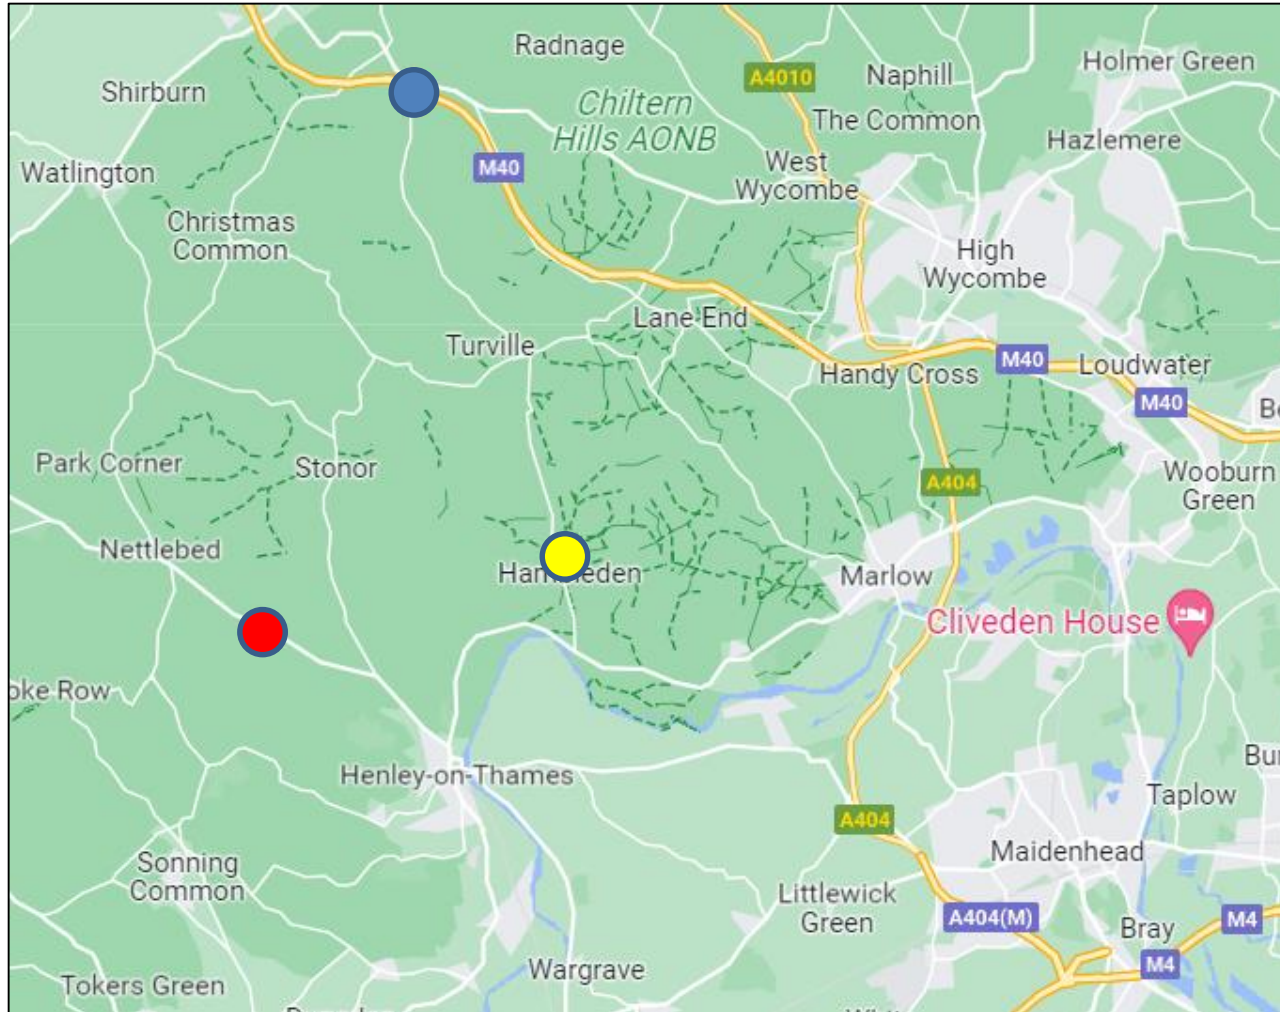 Radnage
Holmer Green
A4010
Naphill
Shirburn
Chiltern
Hills AONB
The Common
Hazlemere
M40
West
Wycombe
Watlington
Christmas
Common
High
Wycombe
Lane End
Turville
M40
Loudwater
Handy Cross
M40
Park Corner
Stonor
A404
Wooburn
Green
Nettlebed
Marlow
Cliveden House
oke Row
Henley-on-Thames
Taplow
A404
Maidenhead
Sonning
Common
Littlewick
Green
A404(M)
M4
Bray
M4
Wargrave
Tokers Green